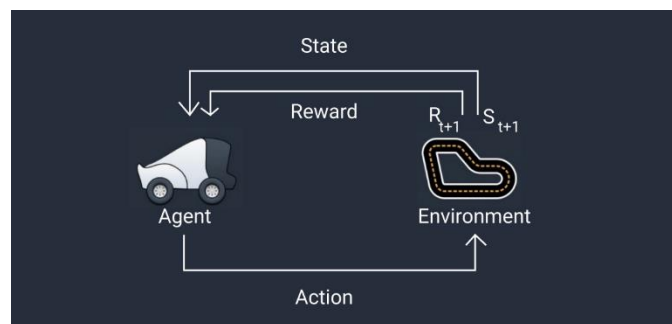 State
Reward
R t+1 S t+1
Agent
Environment
Action